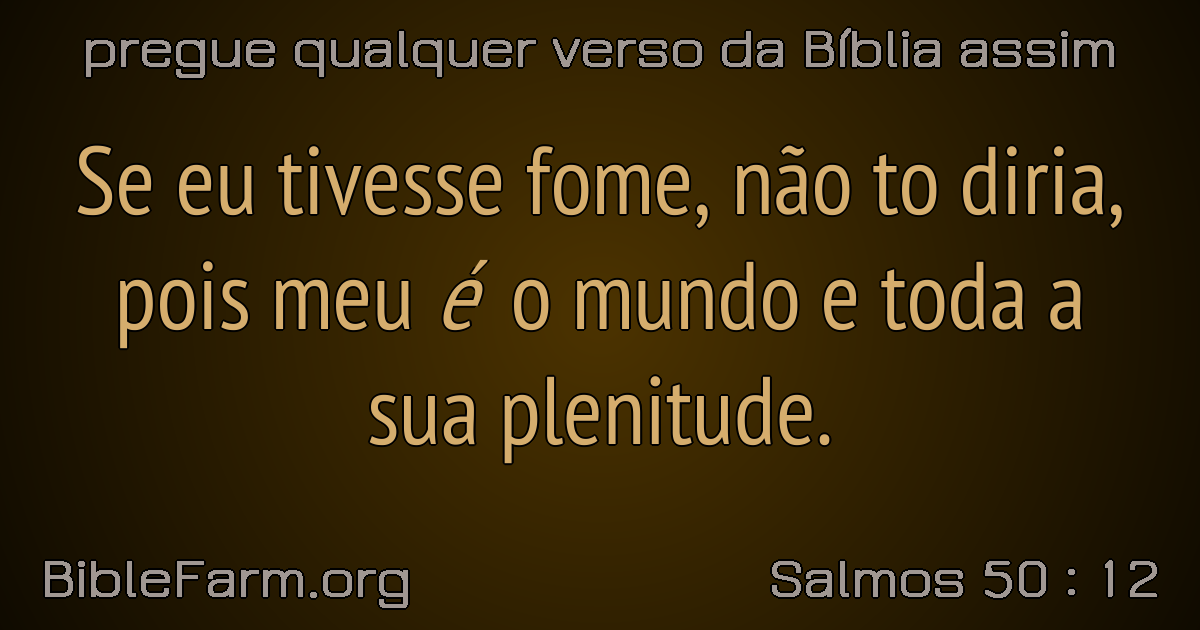 pregue qualquer verso da Bíblia assim
Se eu tivesse fome, não to diria,
pois meu é o mundo e toda a
sua plenitude.
BibleFarm.org
Salmos 50 : 12